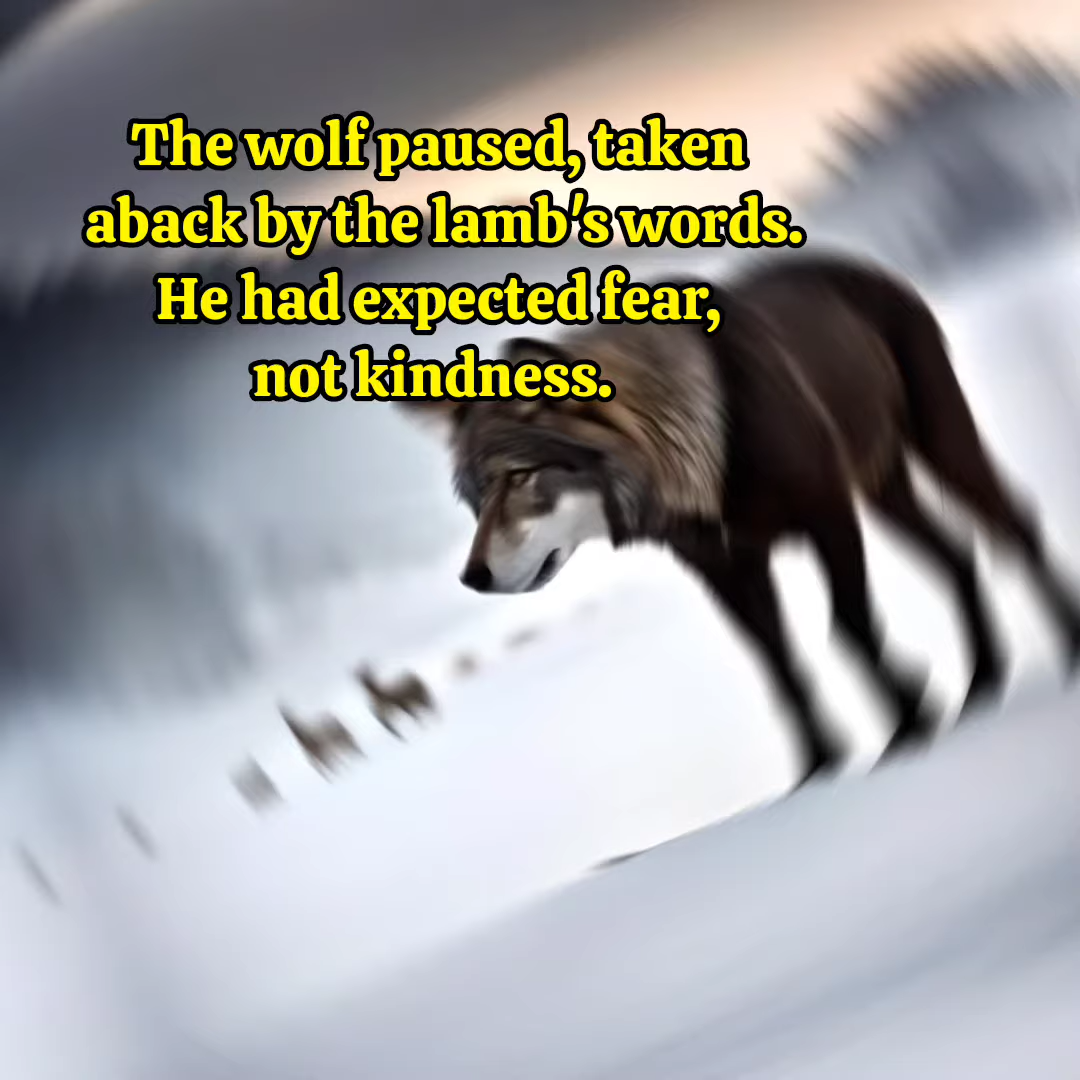 The wolf paused, taken
aback by the lamb's words.
He had expected fear,
not kindness.